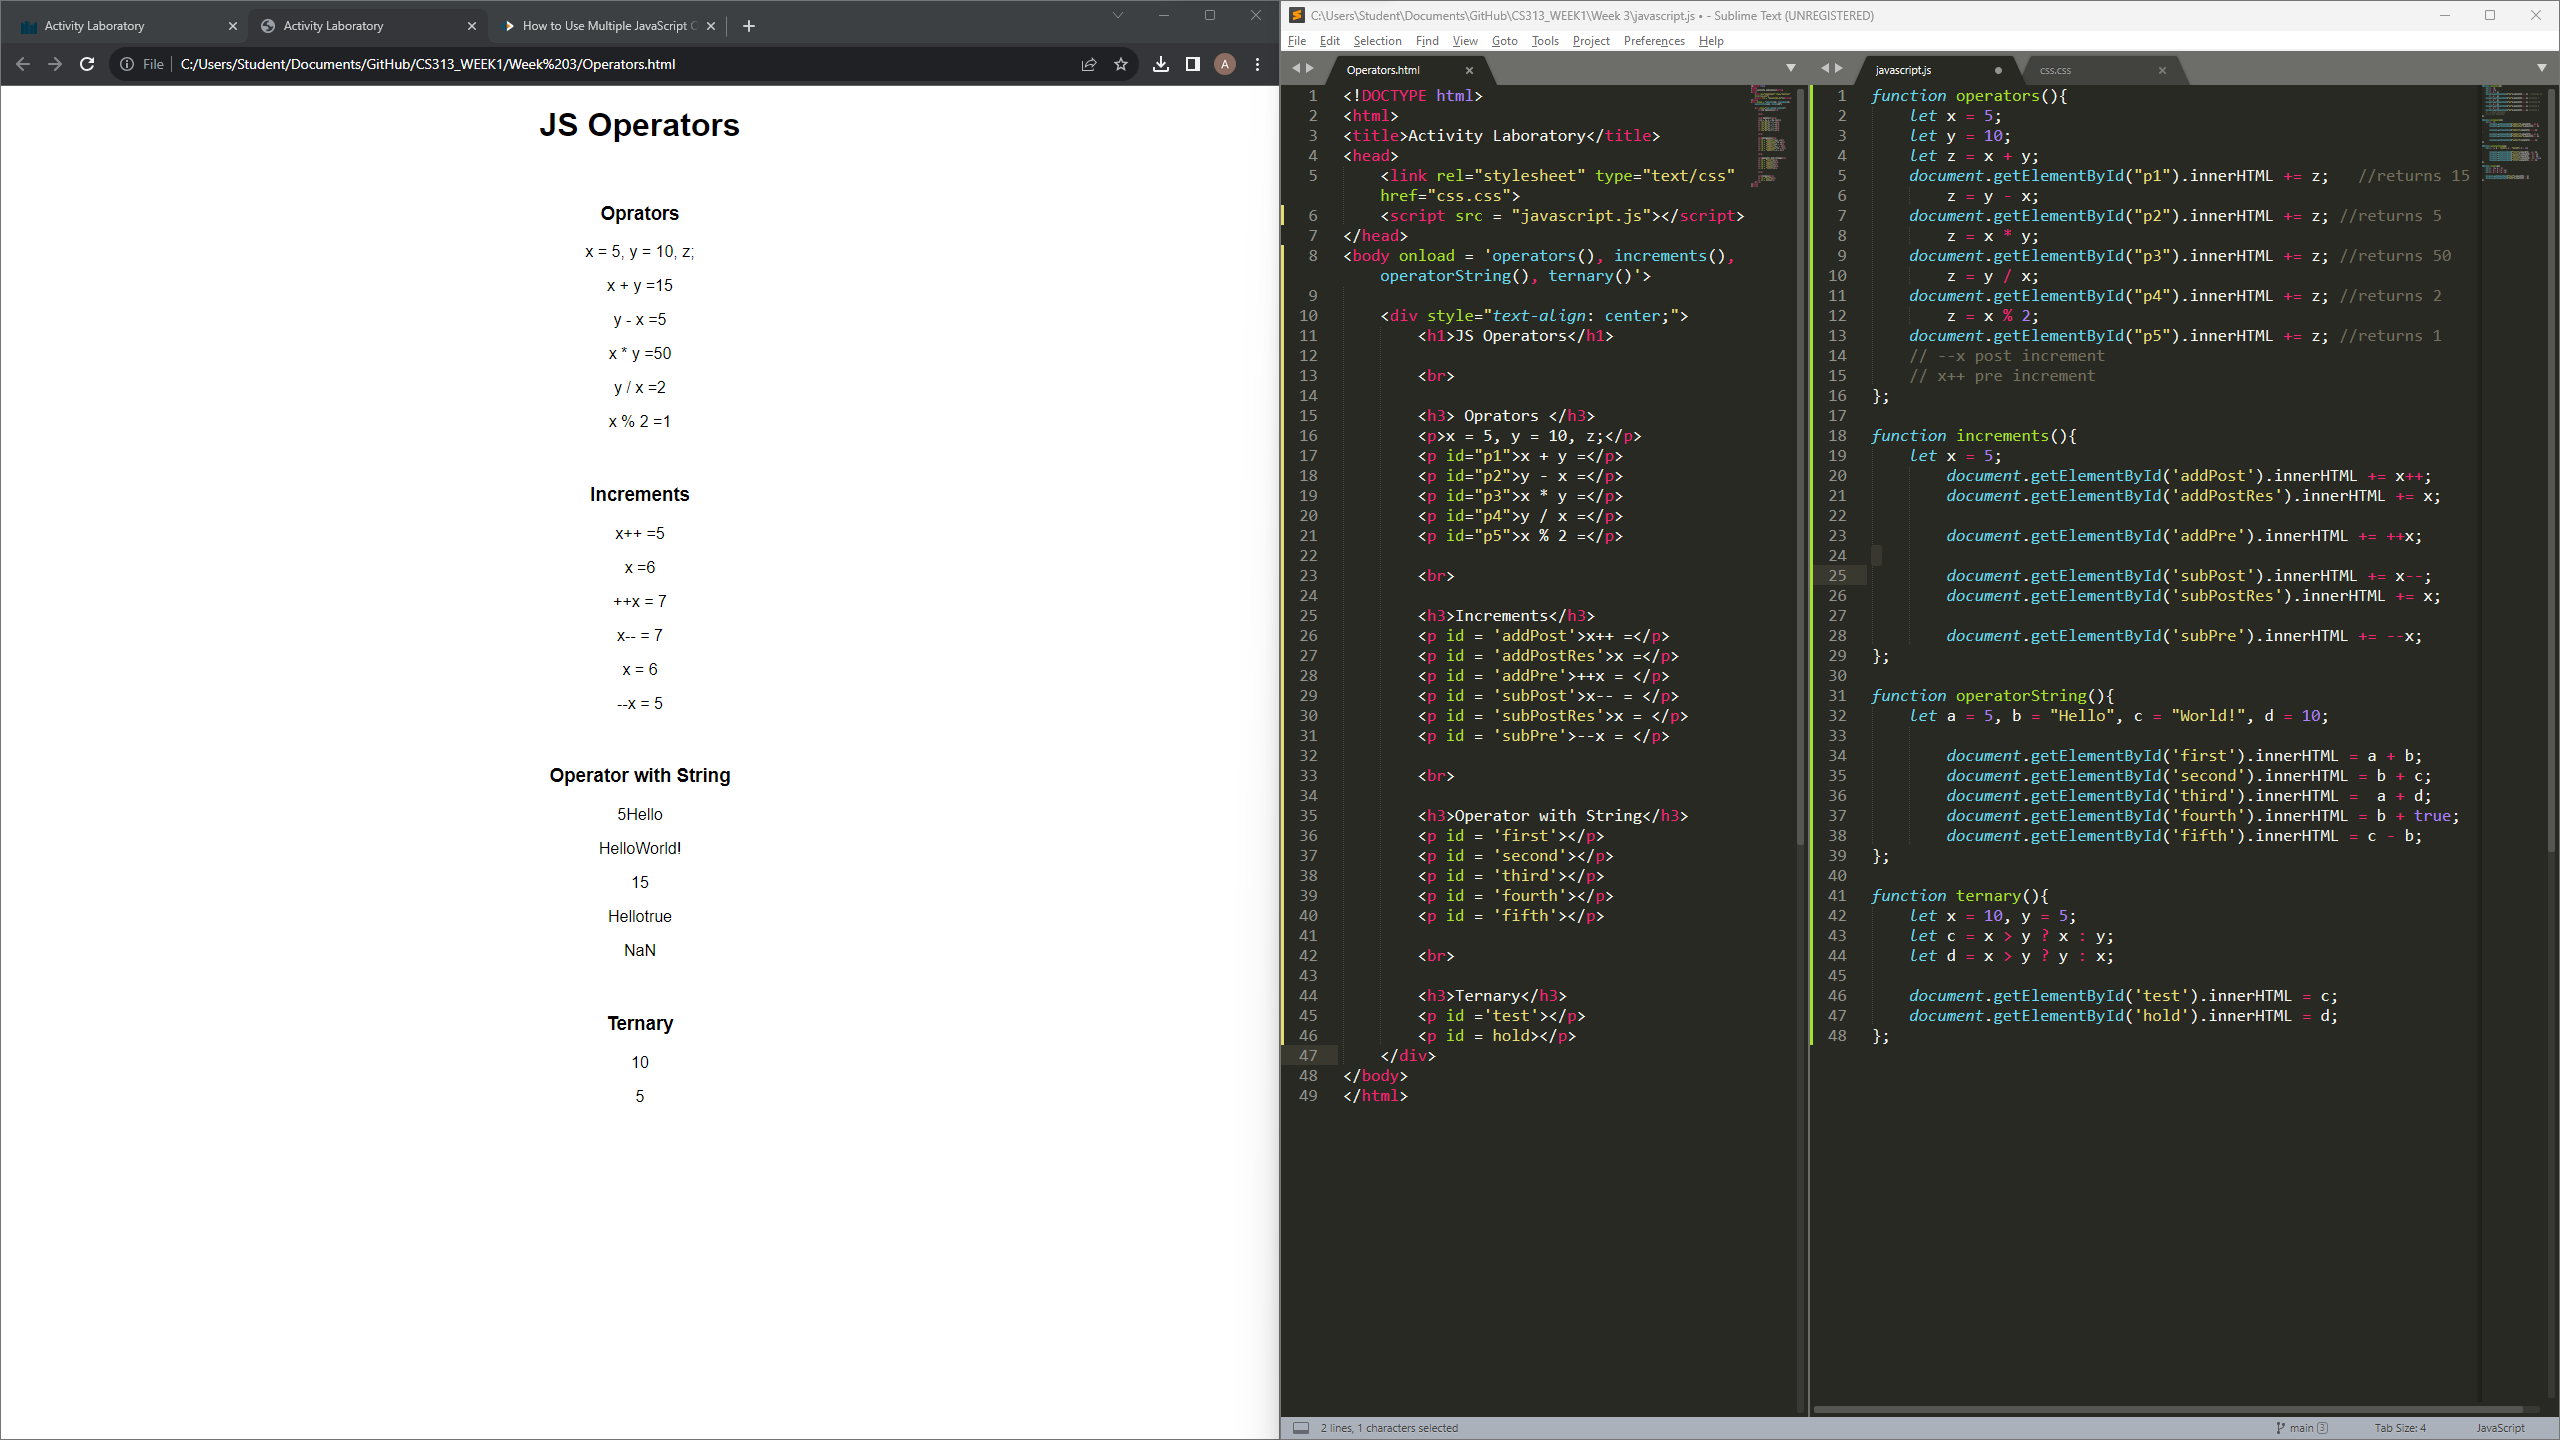 Activity Laboratory
Activity Laboratory
How to Use Multiple JavaScript
File
C:/Users/Student/Documents/GitHub/CS313_WEEK1/Week%203/Operators.html
A
JS Operators
Oprators
x = 5, y = 10, z;
x + y =15
y - x =5
x * y =50
y / x =2
x % 2 =1
Increments
x++ =5
x =6
++x = 7
x-- = 7
x = 6
--x = 5
Operator with String
5Hello
HelloWorld!
15
Hellotrue
NaN
Ternary
10
5
C:\Users\Student\Documents\GitHub\CS313_WEEK1\Week 3\javascript.js • - Sublime Text (UNREGISTERED)
File Edit Selection Find View Goto Tools Project Preferences Help
Operators.html
1 <!DOCTYPE html>
2 <html>
3 <title>Activity Laboratory</title>
4 <head>
5 <link rel="stylesheet" type="text/css"
href="css.css">
6 <script src = "javascript.js"></script>
7 </head>
8 <body onload = 'operators(), increments(),
operatorString(), ternary()'>
9
10 <div style="text-align: center;">
11 <h1>JS Operators</h1>
12
13 <br>
14
15 <h3> Oprators </h3>
16 <p>x = 5, y = 10, z;</p>
17 <p id="p1">x + y =</p>
18 <p id="p2">y - x =</p>
19 <p id="p3">x * y =</p>
20 <p id="p4">y / x =</p>
21 <p id="p5">x % 2 =</p>
22
23 <br>
24
25 <h3>Increments</h3>
26 <p id = 'addPost'>x++ =</p>
27 <p id = 'addPostRes'>x =</p>
28 <p id = 'addPre'>++x = </p>
29 <p id = 'subPost'>x-- = </p>
30 <p id = 'subPostRes'>x = </p>
31 <p id = 'subPre'>--x = </p>
32
33 <br>
34
35 <h3>Operator with String</h3>
36 <p id = 'first'></p>
37 <p id = 'second'></p>
38 <p id = 'third'></p>
39 <p id = 'fourth'></p>
40 <p id = 'fifth'></p>
41
42 <br>
43
44 <h3>Ternary</h3>
45 <p id ='test'></p>
46 <p id = hold></p>
47 </div>
48 </body>
49 </html>
javascript.js
css.css
1 function operators(){
2 let x = 5;
3 let y = 10;
4 let z = x + y;
5 document.getElementById("p1").innerHTML += z; //returns 15
6 z = y - x;
7 document.getElementById("p2").innerHTML += z; //returns 5
8 z = x * y;
9 document.getElementById("p3").innerHTML += z; //returns 50
10 z = y / x;
11 document.getElementById("p4").innerHTML += z; //returns 2
12 z = x % 2;
13 document.getElementById("p5").innerHTML += z; //returns 1
14 // --x post increment
15 // x++ pre increment
16 };
17
18 function increments(){
19 let x = 5;
20 document.getElementById('addPost').innerHTML += x++;
21 document.getElementById('addPostRes').innerHTML += x;
22
23 document.getElementById('addPre').innerHTML += ++x;
24
25 document.getElementById('subPost').innerHTML += x--;
26 document.getElementById('subPostRes').innerHTML += x;
27
28 document.getElementById('subPre').innerHTML += --x;
29 };
30
31 function operatorString(){
32 let a = 5, b = "Hello", c = "World!", d = 10;
33
34 document.getElementById('first').innerHTML = a + b;
35 document.getElementById('second').innerHTML = b + c;
36 document.getElementById('third').innerHTML =  a + d;
37 document.getElementById('fourth').innerHTML = b + true;
38 document.getElementById('fifth').innerHTML = c - b;
39 };
40
41 function ternary(){
42 let x = 10, y = 5;
43 let c = x > y ? x : y;
44 let d = x > y ? y : x;
45
46 document.getElementById('test').innerHTML = c;
47 document.getElementById('hold').innerHTML = d;
48 };
2 lines, 1 characters selected
main 3
Tab Size: 4
JavaScript